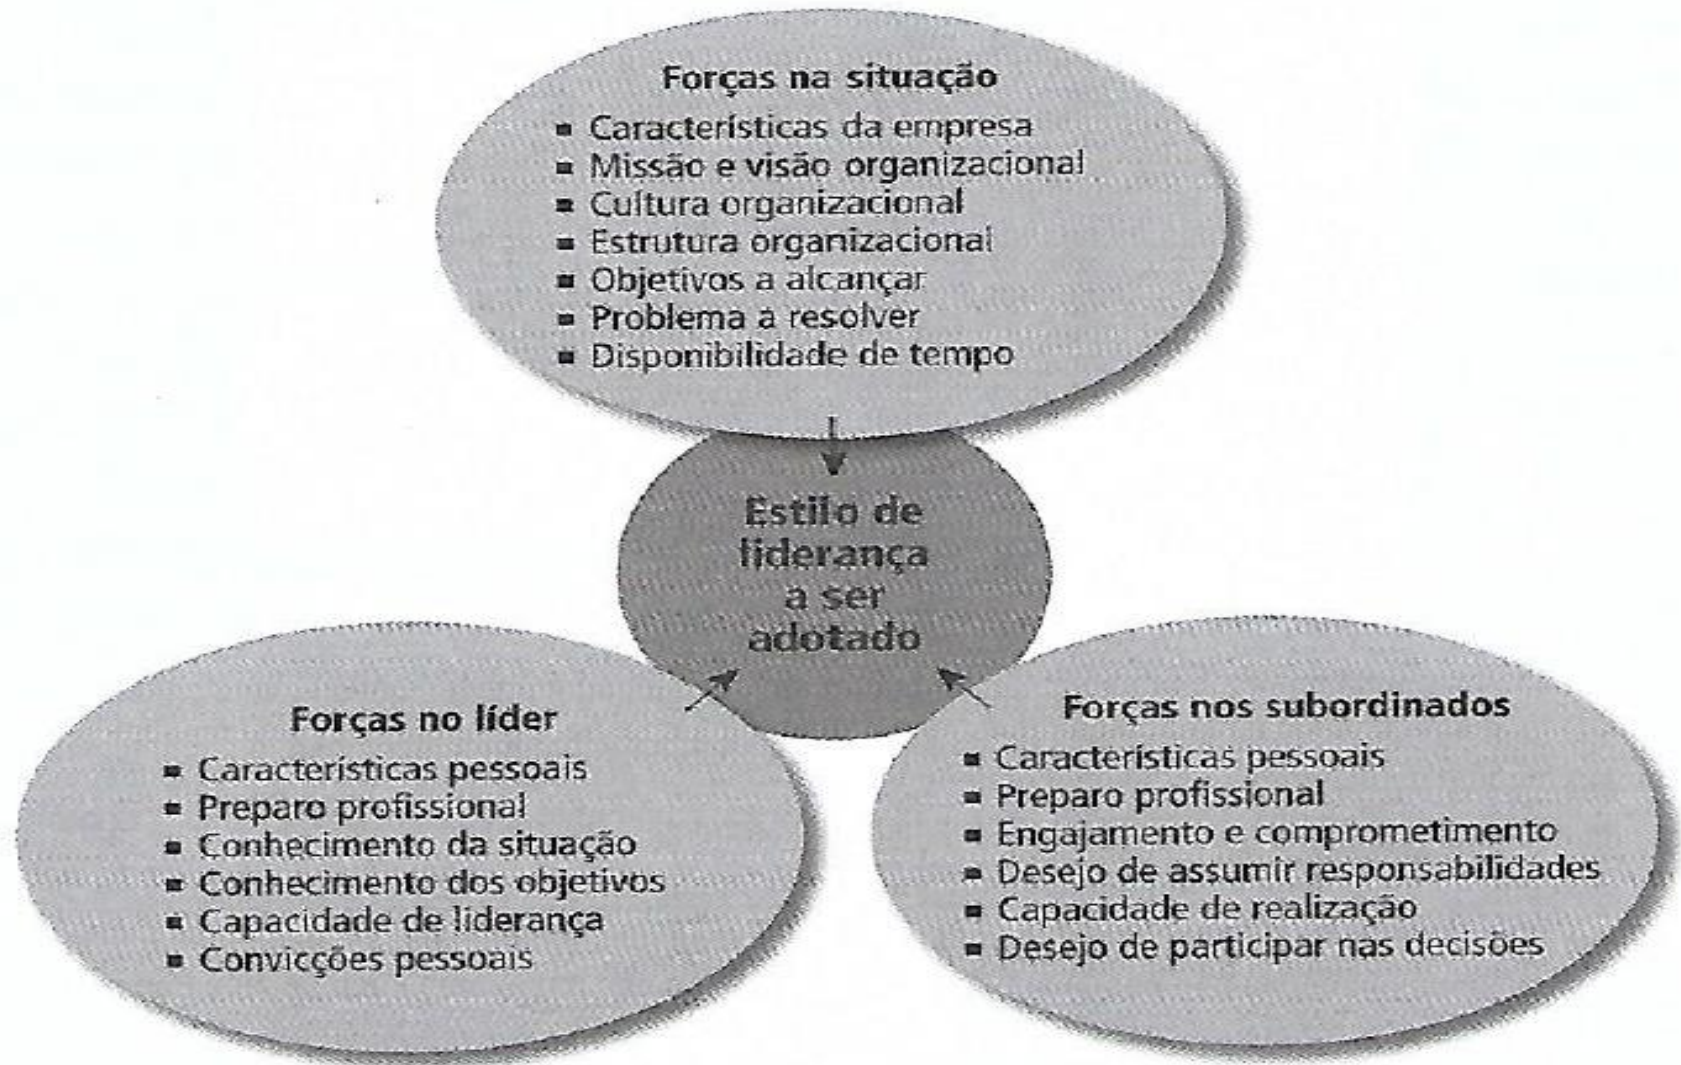 Forças na situação
▪ Características da empresa
▪ Missão e visão organizacional
▪ Cultura organizacional
▪ Estrutura organizacional
▪ Objetivos a alcançar
▪ Problema a resolver
▪ Disponibilidade de tempo
Estilo de
liderança
a ser
adotado
Forças no líder
▪ Características pessoais
▪ Preparo profissional
▪ Conhecimento da situação
▪ Conhecimento dos objetivos
▪ Capacidade de liderança
▪ Convicções pessoais
Forças nos subordinados
▪ Características pessoais
▪ Preparo profissional
▪ Engajamento e comprometimento
▪ Desejo de assumir responsabilidades
▪ Capacidade de realização
▪ Desejo de participar nas decisões